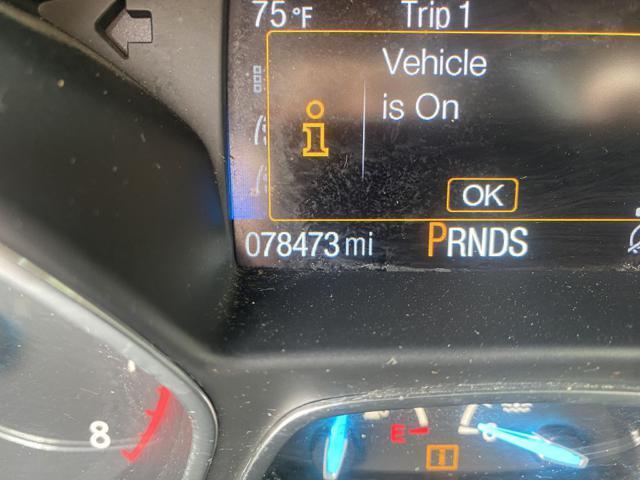 75°F Trip 1
Vehicle
is On
i
OK
078473 mi PRNDS
8
E
i